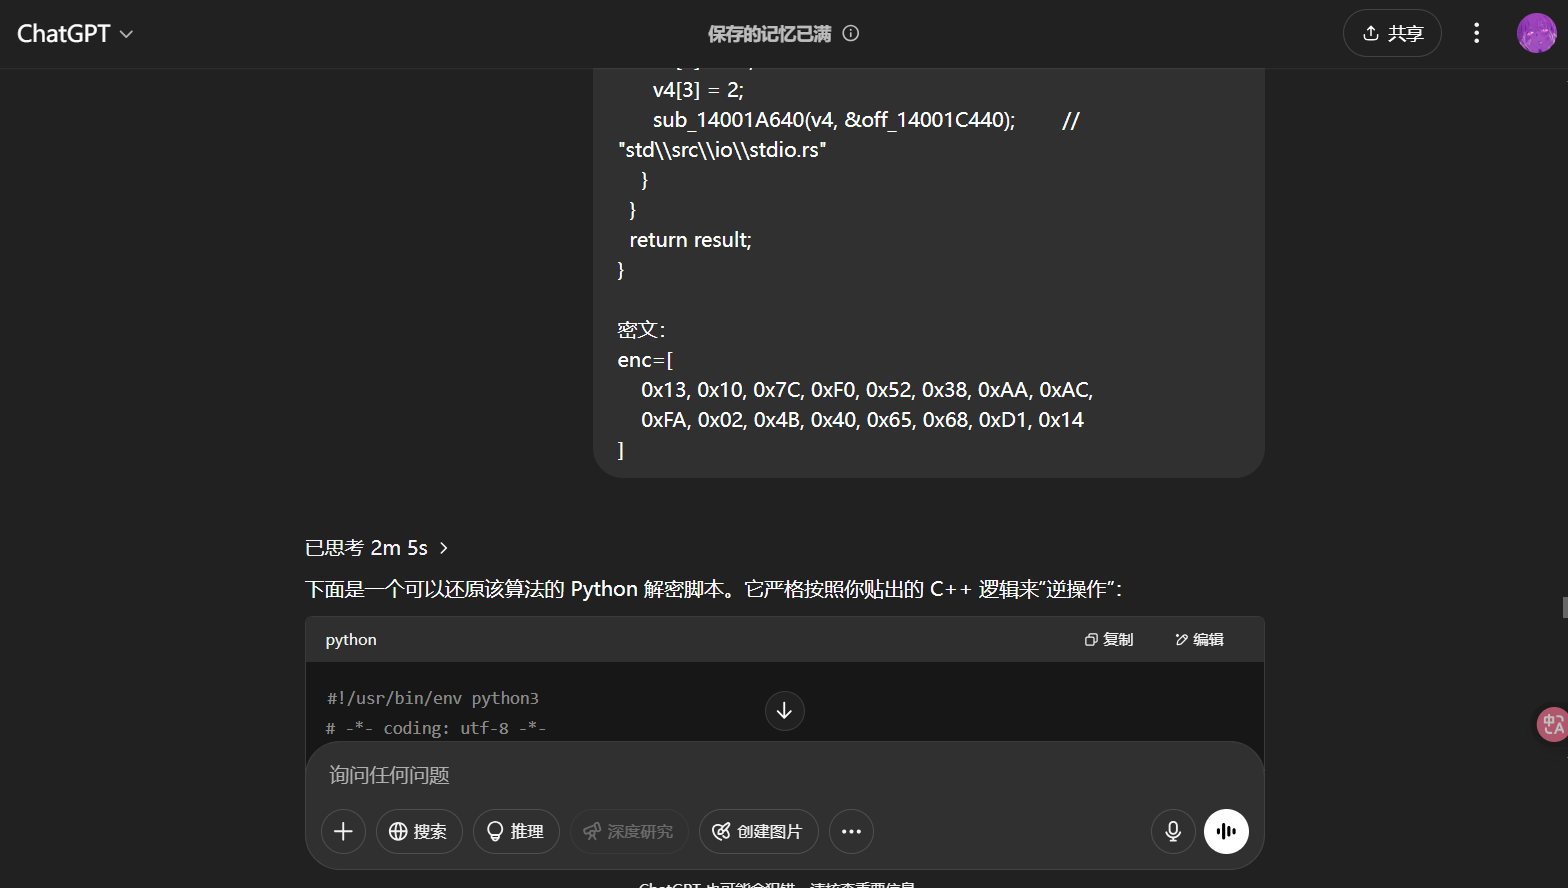 ChatGPT
保存的记忆已满
共享
v4[3] = 2;
sub_14001A640(v4, &off_14001C440); //
"std\\src\\io\\stdio.rs"
}
}
return result;
}
密文：
enc=[
0x13, 0x10, 0x7C, 0xF0, 0x52, 0x38, 0xAA, 0xAC,
0xFA, 0x02, 0x4B, 0x40, 0x65, 0x68, 0xD1, 0x14
]
已思考 2m 5s
下面是一个可以还原该算法的 Python 解密脚本。它严格按照你贴出的 C++ 逻辑来“逆操作”：
python
复制
编辑
#!/usr/bin/env python3
# -*- coding: utf-8 -*-
询问任何问题
搜索
推理
深度研究
创建图片
中A